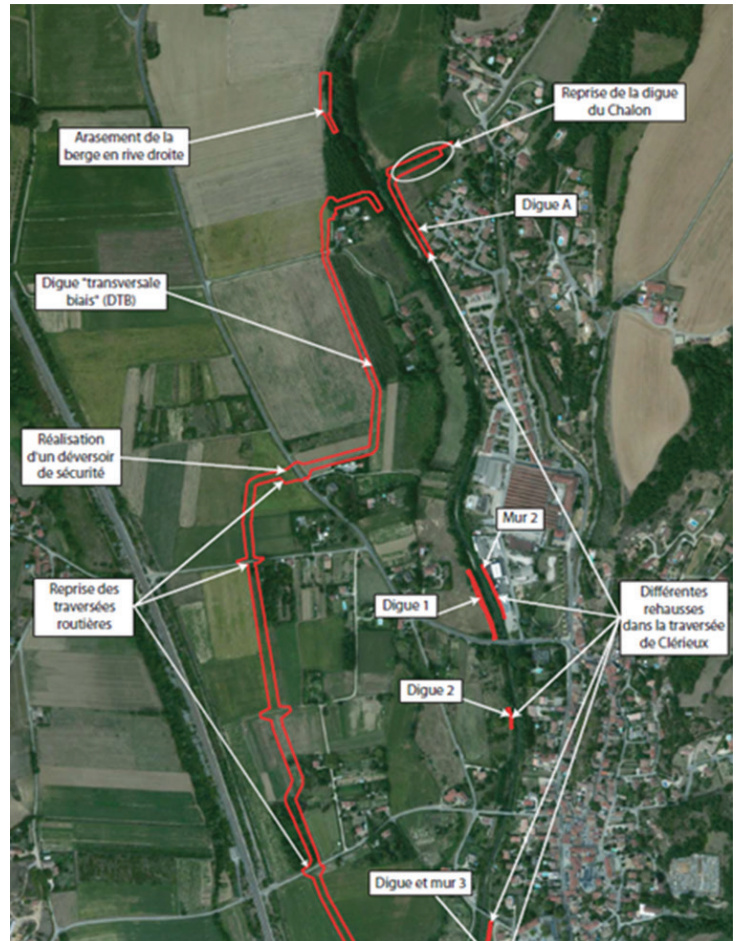 Reprise de la digue
du Chalon
Arasement de la
berge en rive droite
Digue A
Digue "transversale
biais" (DTB)
Réalisation
d'un déversoir
de sécurité
Mur 2
Reprise des
traversées
routières
Digue 1
Différentes
rehausses
dans la traversée
de Clérieux
Digue 2
Digue et mur 3